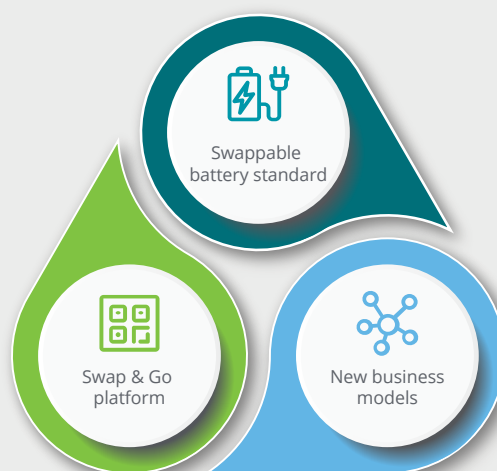 Swappable
battery standard
Swap & Go
platform
New business
models